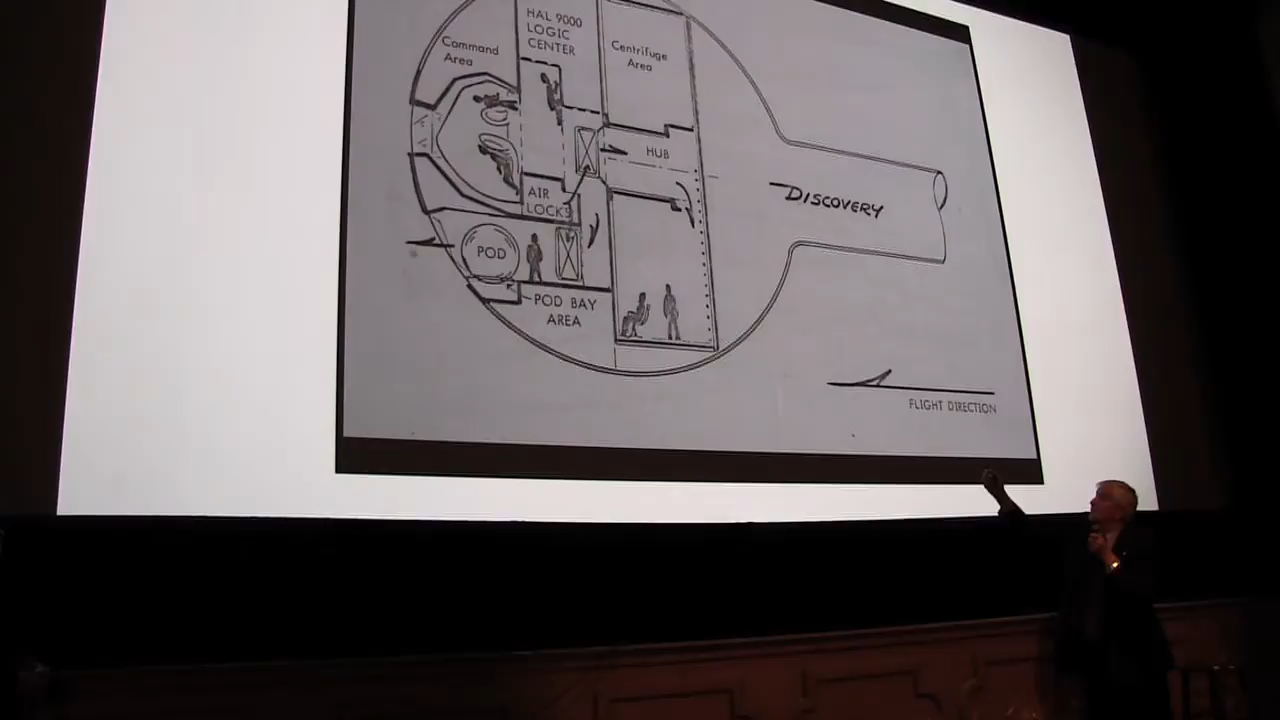 HAL 9000
LOGIC
CENTER
Command
Area
Centrifuge
Area
HUB
AIR
LOCKS
DISCOVERY
POD
POD BAY
AREA
FLIGHT DIRECTION